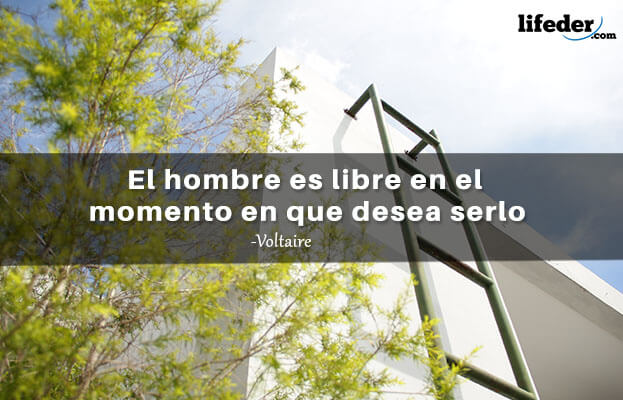 lifeder
.com
El hombre es libre en el
momento en que desea serlo
-Voltaire